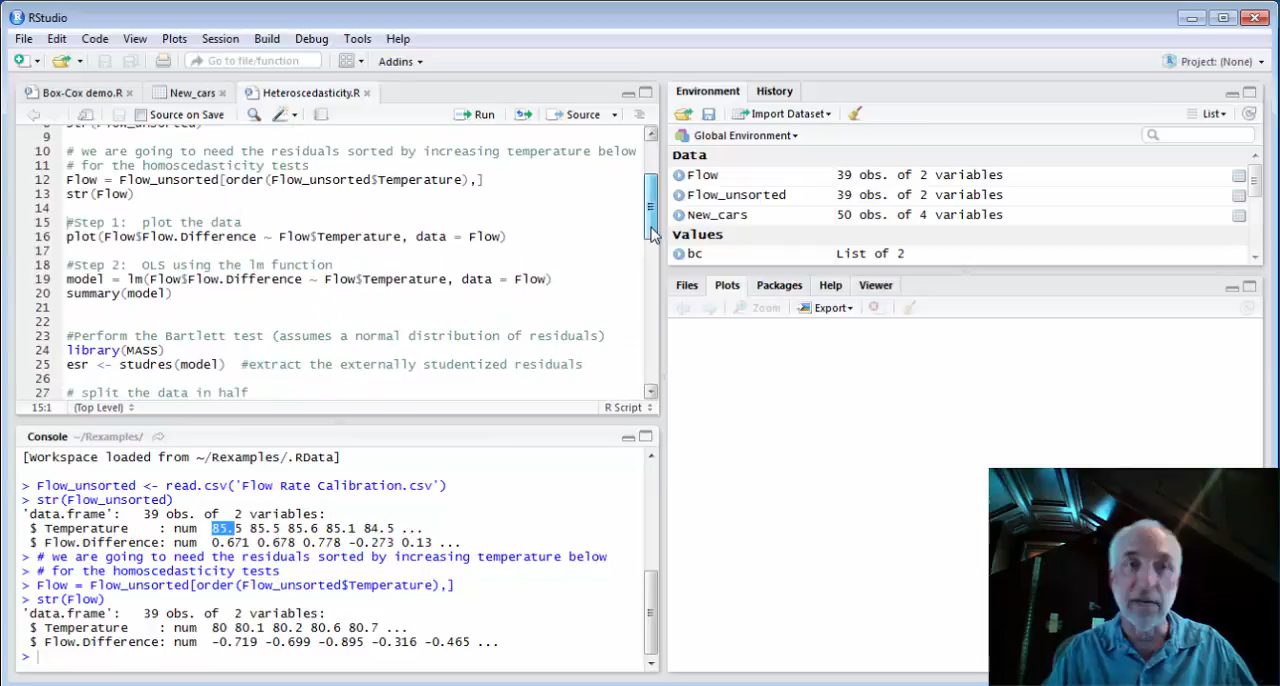 RStudio
File Edit Code View Plots Session Build Debug Tools Help
Go to file/function Addins Project: (None)
Box-Cox demo.R New_cars Heteroscedasticity.R
Source on Save Run Source
9
10 # we are going to need the residuals sorted by increasing temperature below
11 # for the homoscedasticity tests
12 Flow = Flow_unsorted[order(Flow_unsorted$Temperature),]
13 str(Flow)
14
15 #Step 1: plot the data
16 plot(Flow$Flow.Difference ~ Flow$Temperature, data = Flow)
17
18 #Step 2: OLS using the lm function
19 model = lm(Flow$Flow.Difference ~ Flow$Temperature, data = Flow)
20 summary(model)
21
22
23 #Perform the Bartlett test (assumes a normal distribution of residuals)
24 library(MASS)
25 esr <- studres(model) #extract the externally studentized residuals
26
27 # split the data in half
15:1 (Top Level) R Script
Console ~/Rexamples/
[Workspace loaded from ~/Rexamples/.RData]
> Flow_unsorted <- read.csv('Flow Rate Calibration.csv')
> str(Flow_unsorted)
'data.frame': 39 obs. of 2 variables:
$ Temperature : num 85.5 85.5 85.6 85.1 84.5 ...
$ Flow.Difference: num 0.671 0.678 0.778 -0.273 0.13 ...
> # we are going to need the residuals sorted by increasing temperature below
> # for the homoscedasticity tests
> Flow = Flow_unsorted[order(Flow_unsorted$Temperature),]
> str(Flow)
'data.frame': 39 obs. of 2 variables:
$ Temperature : num 80 80.1 80.2 80.6 80.7 ...
$ Flow.Difference: num -0.719 -0.699 -0.895 -0.316 -0.465 ...
>
Environment History
Import Dataset List
Global Environment
Data
Flow 39 obs. of 2 variables
Flow_unsorted 39 obs. of 2 variables
New_cars 50 obs. of 4 variables
Values
bc List of 2
Files Plots Packages Help Viewer
Zoom Export